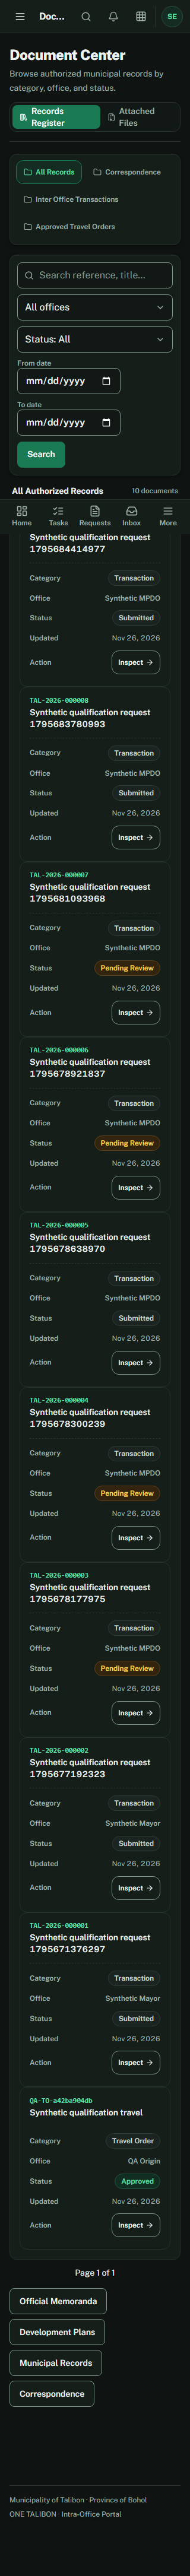 Doc...
SE
Document Center
Browse authorized municipal records by
category, office, and status.
Records
Register
Attached
Files
All Records
Correspondence
Inter Office Transactions
Approved Travel Orders
Search reference, title...
All offices
Status: All
From date
mm/dd/yyyy
To date
mm/dd/yyyy
Search
All Authorized Records
10 documents
Home
Tasks
Requests
Inbox
More
Synthetic qualification request
1795684414977
Category
Transaction
Office
Synthetic MPDO
Status
Submitted
Updated
Nov 26, 2026
Action
Inspect
TAL-2026-000008
Synthetic qualification request
1795683780993
Category
Transaction
Office
Synthetic MPDO
Status
Submitted
Updated
Nov 26, 2026
Action
Inspect
TAL-2026-000007
Synthetic qualification request
1795681093968
Category
Transaction
Office
Synthetic MPDO
Status
Pending Review
Updated
Nov 26, 2026
Action
Inspect
TAL-2026-000006
Synthetic qualification request
1795678921837
Category
Transaction
Office
Synthetic MPDO
Status
Pending Review
Updated
Nov 26, 2026
Action
Inspect
TAL-2026-000005
Synthetic qualification request
1795678638970
Category
Transaction
Office
Synthetic MPDO
Status
Submitted
Updated
Nov 26, 2026
Action
Inspect
TAL-2026-000004
Synthetic qualification request
1795678300239
Category
Transaction
Office
Synthetic MPDO
Status
Pending Review
Updated
Nov 26, 2026
Action
Inspect
TAL-2026-000003
Synthetic qualification request
1795678177975
Category
Transaction
Office
Synthetic MPDO
Status
Pending Review
Updated
Nov 26, 2026
Action
Inspect
TAL-2026-000002
Synthetic qualification request
1795677192323
Category
Transaction
Office
Synthetic Mayor
Status
Submitted
Updated
Nov 26, 2026
Action
Inspect
TAL-2026-000001
Synthetic qualification request
1795671376297
Category
Transaction
Office
Synthetic Mayor
Status
Submitted
Updated
Nov 26, 2026
Action
Inspect
QA-TO-a42ba904db
Synthetic qualification travel
Category
Travel Order
Office
QA Origin
Status
Approved
Updated
Nov 26, 2026
Action
Inspect
Page 1 of 1
Official Memoranda
Development Plans
Municipal Records
Correspondence
Municipality of Talibon · Province of Bohol
ONE TALIBON · Intra-Office Portal